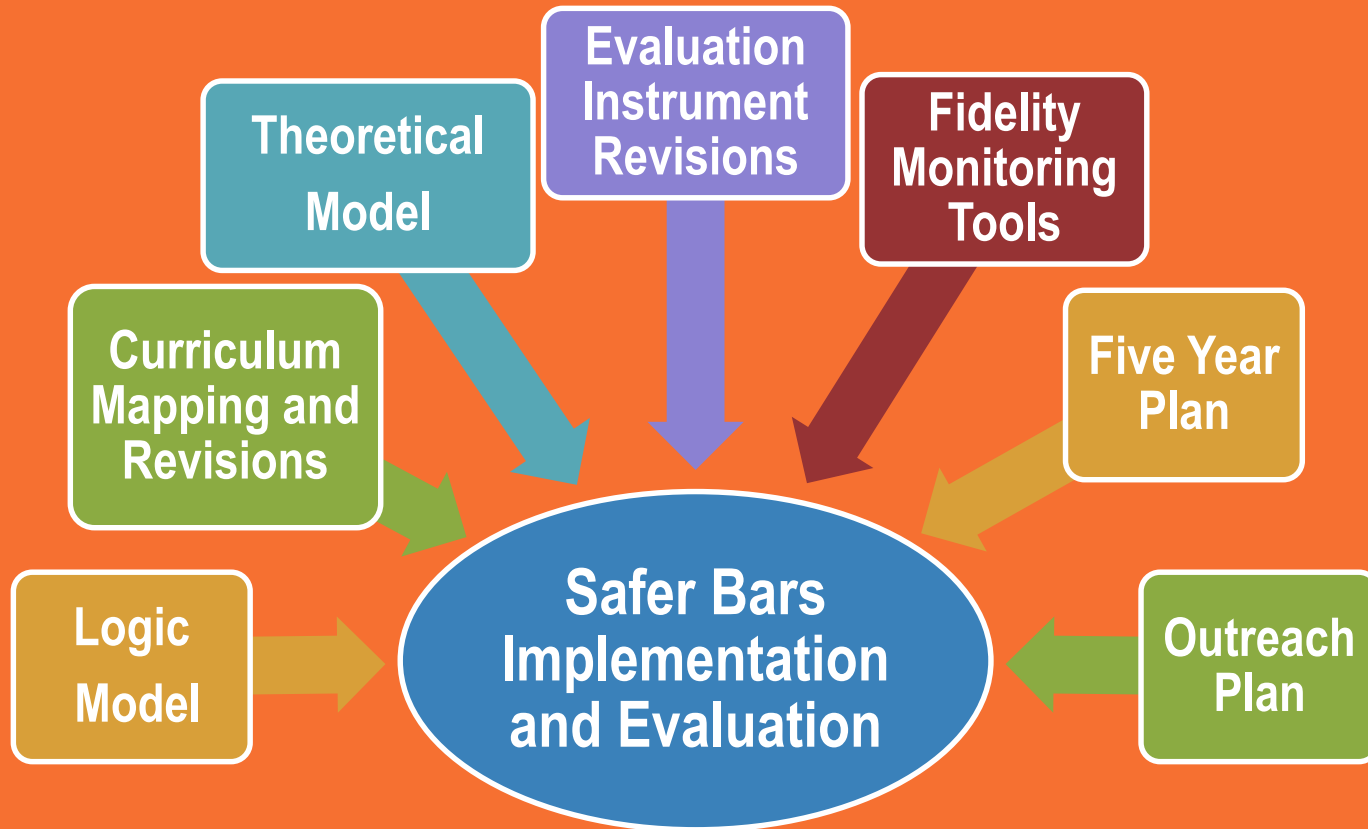 Evaluation
Instrument
Revisions
Theoretical
Model
Fidelity
Monitoring
Tools
Curriculum
Mapping and
Revisions
Five Year
Plan
Logic
Model
Safer Bars
Implementation
and Evaluation
Outreach
Plan